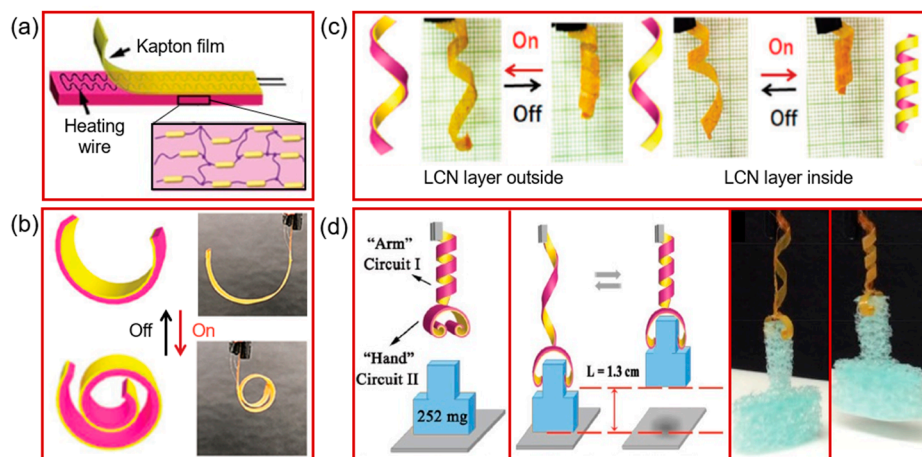 (a)
Kapton film
Heating
wire
(b)
Off
On
(c)
On
Off
On
Off
LCN layer outside
LCN layer inside
(d)
“Arm”
Circuit I
“Hand”
Circuit II
252 mg
L = 1.3 cm